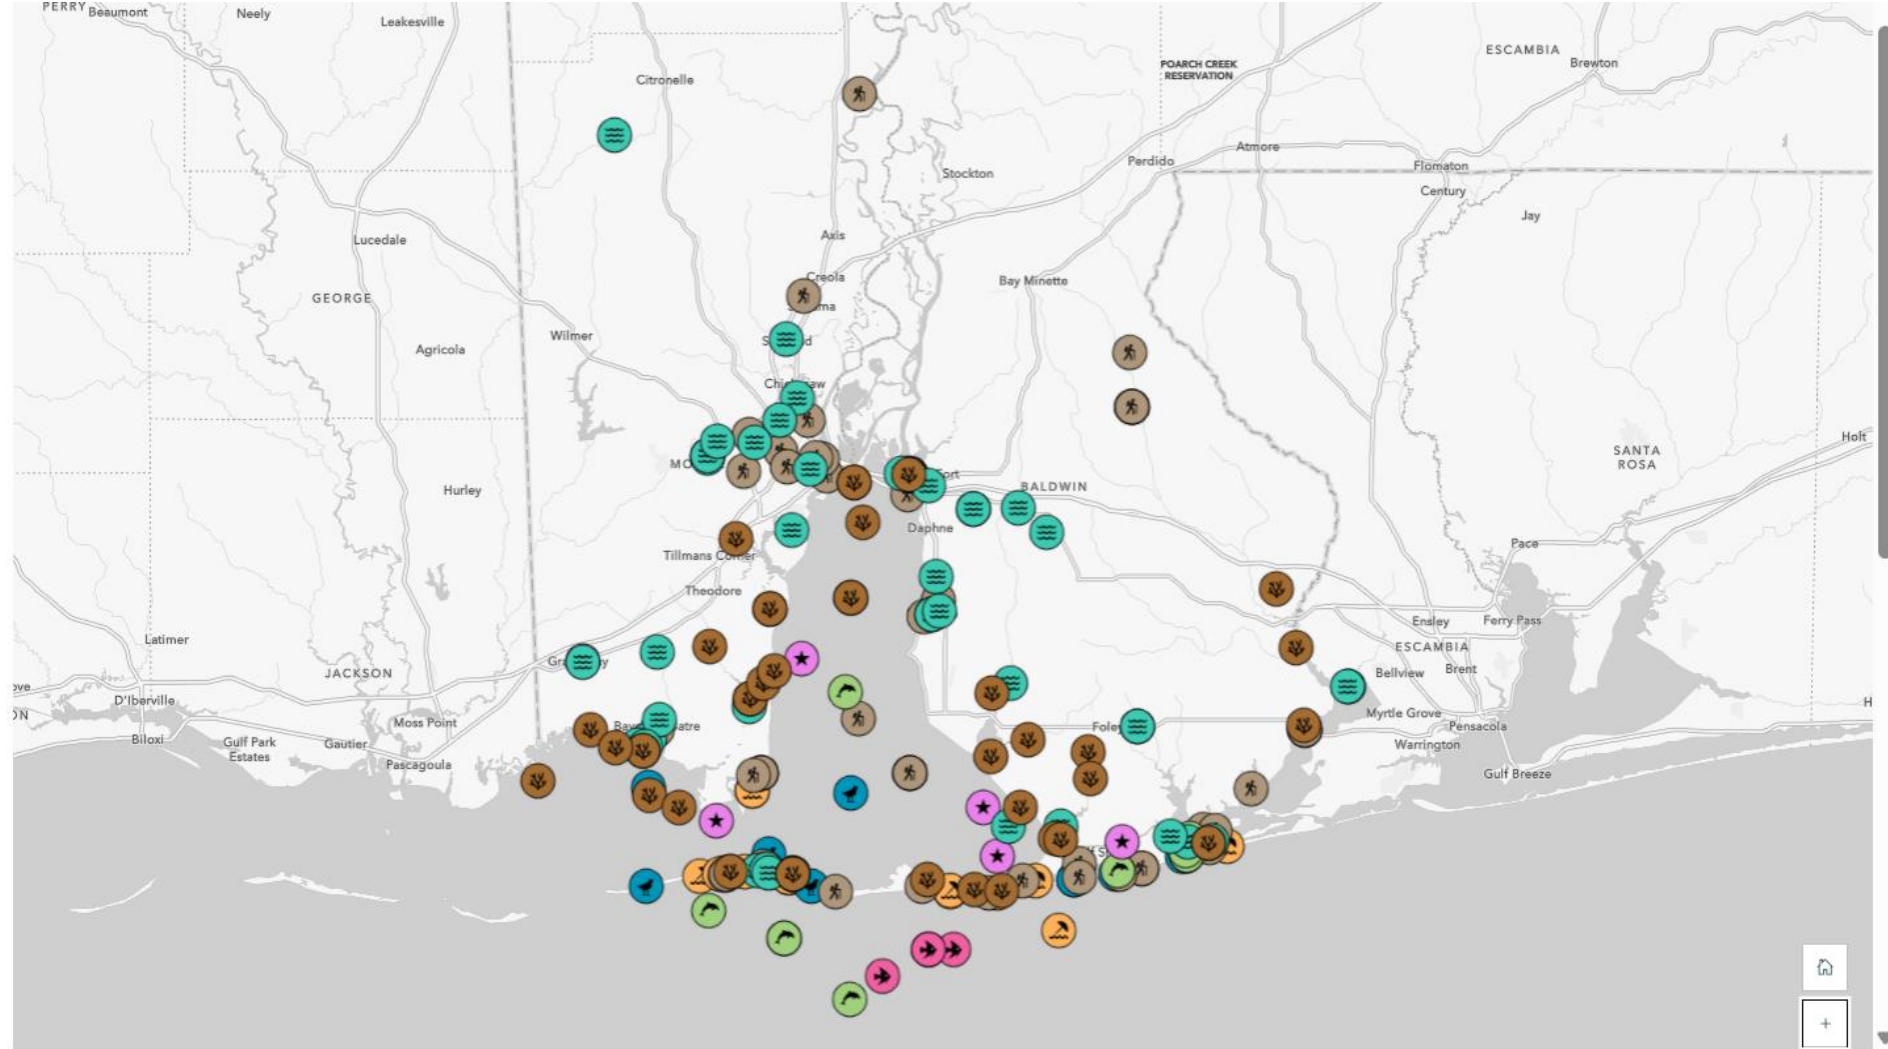 PERRY
Beaumont
Neely
Leakesville
Citronelle
POARCH CREEK
RESERVATION
ESCAMBIA
Brewton
Stockton
Perdido
Atmore
Flomaton
Century
Jay
Axis
Lucedale
Creola
Bay Minette
GEORGE
Wilmer
Agricola
Hurley
BALDWIN
SANTA
ROSA
Holt
Daphne
Tillmans Corner
Theodore
Pace
Latimer
JACKSON
Ensley
Ferry Pass
ESCAMBIA
Brent
Bellview
D'Iberville
Moss Point
Myrtle Grove
Pensacola
Biloxi
Gulf Park
Estates
Gautier
Pascagoula
Warrington
Gulf Breeze
+